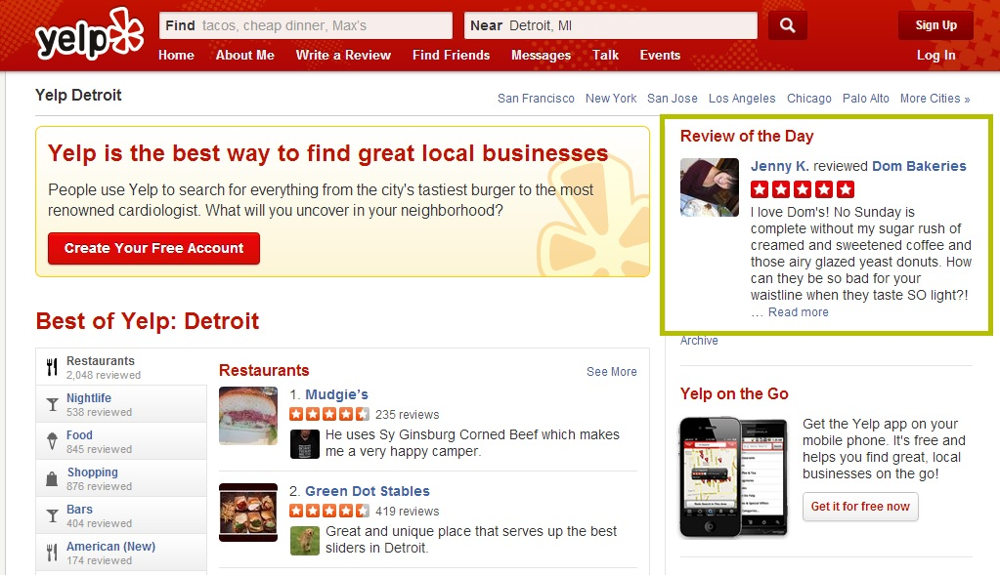 yelp
Find tacos, cheap dinner, Max's
Near Detroit, MI
Sign Up
Home About Me Write a Review Find Friends Messages Talk Events
Log In
Yelp Detroit
San Francisco New York San Jose Los Angeles Chicago Palo Alto More Cities »
Yelp is the best way to find great local businesses
People use Yelp to search for everything from the city's tastiest burger to the most
renowned cardiologist. What will you uncover in your neighborhood?
Create Your Free Account
Review of the Day
Jenny K. reviewed Dom Bakeries
I love Dom's! No Sunday is
complete without my sugar rush of
creamed and sweetened coffee and
those airy glazed yeast donuts. How
can they be so bad for your
waistline when they taste SO light?!
… Read more
Archive
Best of Yelp: Detroit
Restaurants
2,048 reviewed
Nightlife
538 reviewed
Food
845 reviewed
Shopping
876 reviewed
Bars
404 reviewed
American (New)
174 reviewed
Restaurants
See More
1. Mudgie's
235 reviews
He uses Sy Ginsburg Corned Beef which makes
me a very happy camper.
2. Green Dot Stables
419 reviews
Great and unique place that serves up the best
sliders in Detroit.
Yelp on the Go
Get the Yelp app on your
mobile phone. It's free and
helps you find great, local
businesses on the go!
Get it for free now